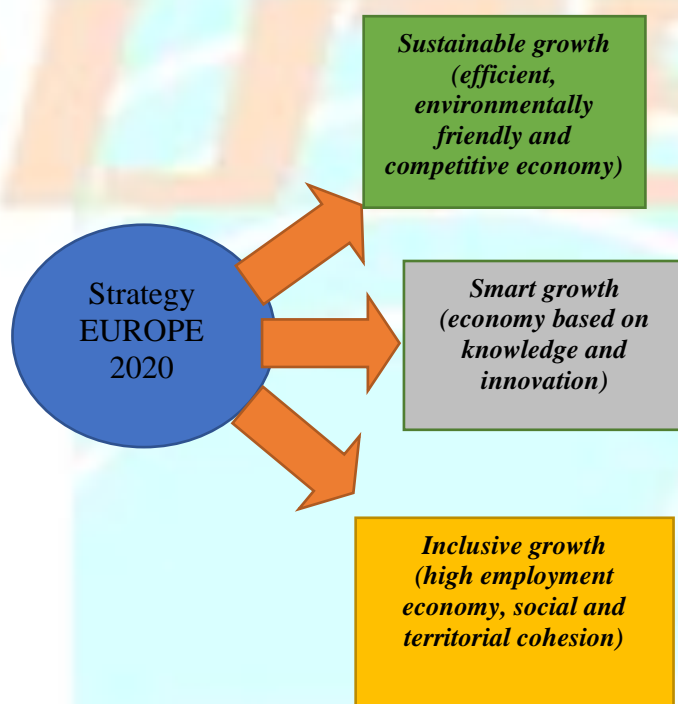 Sustainable growth
(efficient,
environmentally
friendly and
competitive economy)
Strategy
EUROPE
2020
Smart growth
(economy based on
knowledge and
innovation)
Inclusive growth
(high employment
economy, social and
territorial cohesion)